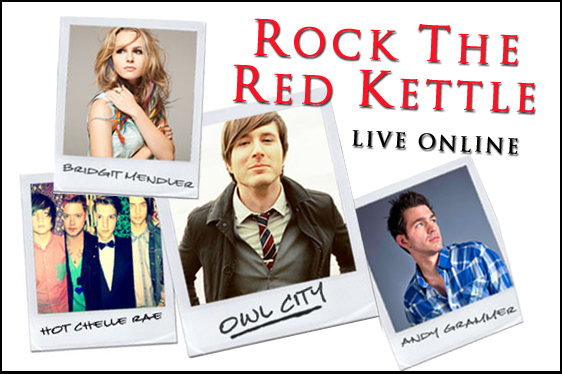 ROCK THE
RED KETTLE
LIVE ONLINE
BRIDGIT MENDLER
HOT CHELLE RAE
OWL CITY
ANDY GRAMMER